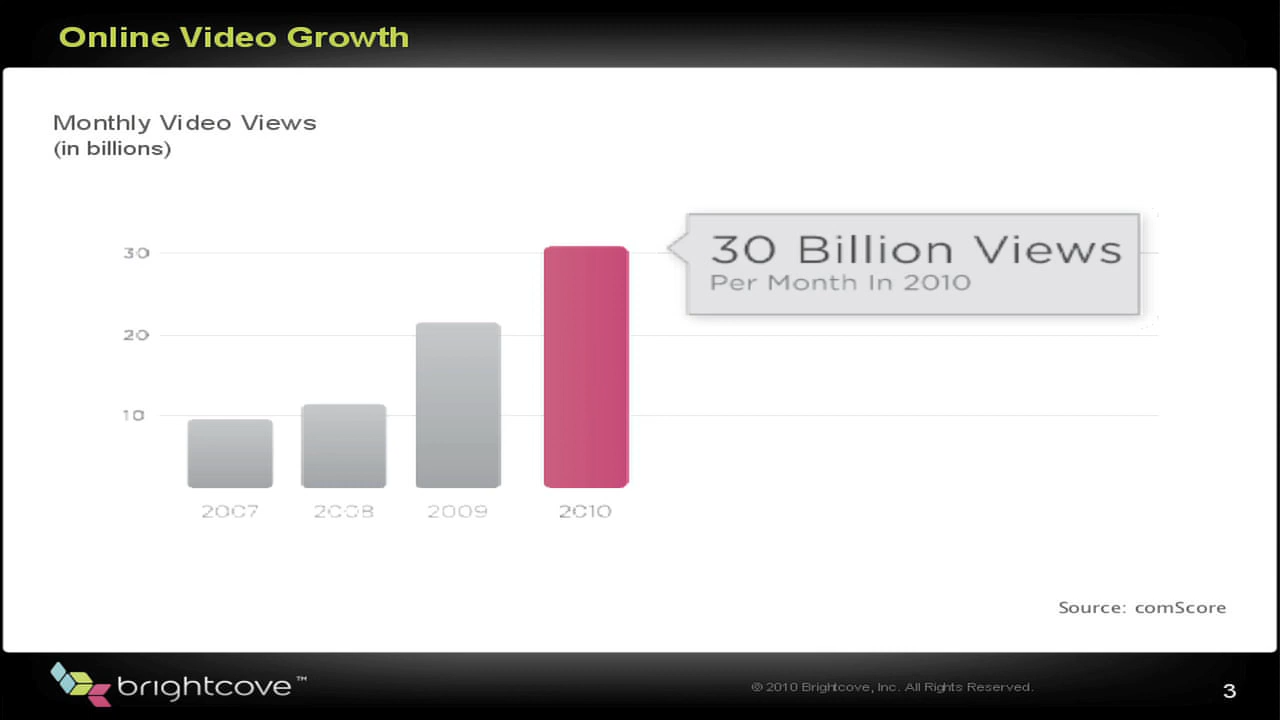 Online Video Growth
Monthly Video Views
(in billions)
30
20
10
30 Billion Views
Per Month In 2010
2007
2008
2009
2010
Source: comScore
brightcove™
© 2010 Brightcove, Inc. All Rights Reserved.
3